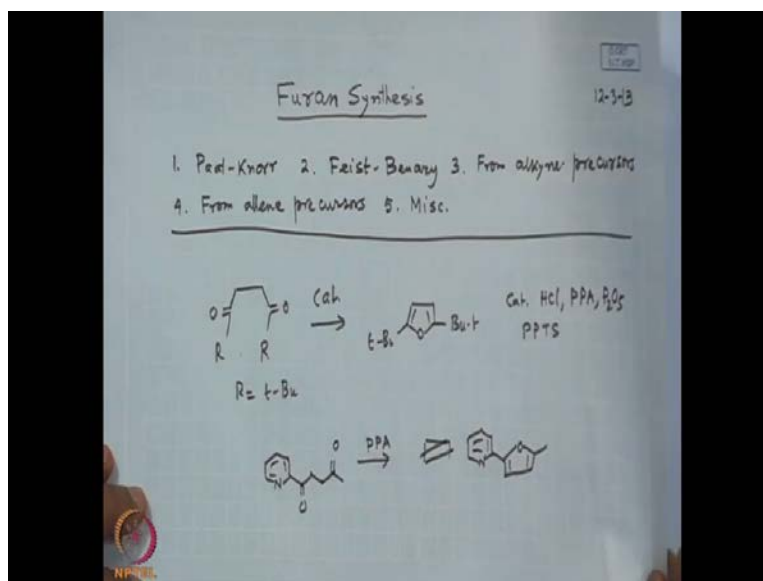 Furan Synthesis
12-3-13
1. Paal-Knorr 2. Feist-Benary 3. From alkyne precursors
4. From allene precursors 5. Misc.
O O Cat. t-Bu O Bu-t Cat. HCl, PPA, P2O5
R R PPTS
R = t-Bu
N O O PPA N O
NPTEL